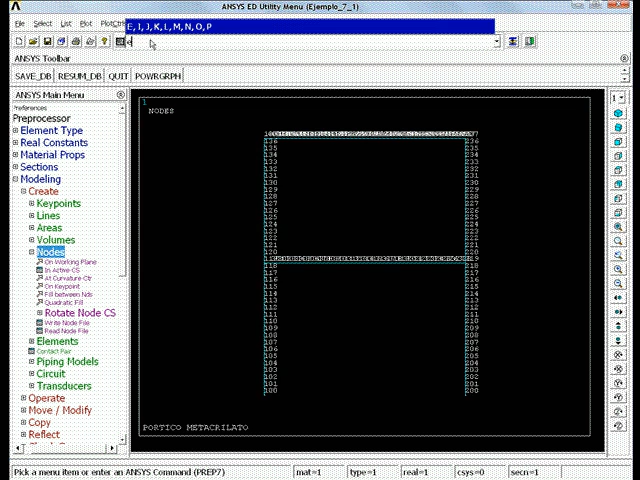 ANSYS ED Utility Menu (Ejemplo_7_1)
File Select List Plot PlotCtrls
E, I, J, K, L, M, N, O, P
e
ANSYS Toolbar
SAVE_DB RESUM_DB QUIT POWRGRPH
ANSYS Main Menu
Preferences
Preprocessor
Element Type
Real Constants
Material Props
Sections
Modeling
Create
Keypoints
Lines
Areas
Volumes
Nodes
On Working Plane
In Active CS
At Curvature Ctr
On Keypoint
Fill between Nds
Quadratic Fill
Rotate Node CS
Write Node File
Read Node File
Elements
Contact Pair
Piping Models
Circuit
Transducers
Operate
Move / Modify
Copy
Reflect
1
NODES
136 236
135 235
134 234
133 233
132 232
131 231
130 230
129 229
128 228
127 227
126 226
125 225
124 224
123 223
122 222
121 221
120 220
118 218
117 217
116 216
115 215
114 214
113 213
112 212
111 211
110 210
109 209
108 208
107 207
106 206
105 205
104 204
103 203
102 202
101 201
100 200
PORTICO METACRILATO
1
Pick a menu item or enter an ANSYS Command (PREP7) mat=1 type=1 real=1 csys=0 secn=1